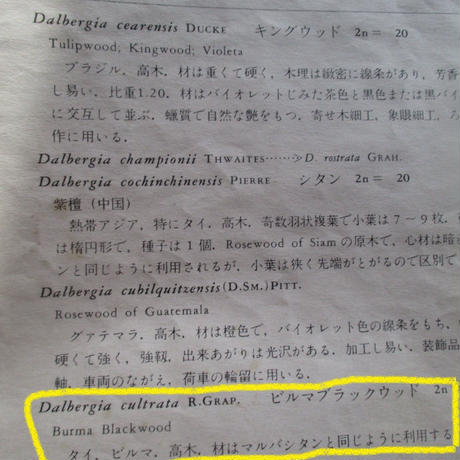 Dalbergia cearensis DUCKE キングウッド 2n = 20
Tulipwood; Kingwood; Violeta
ブラジル．高木．材は重くて硬く，木理は緻密に線条があり，芳香
し易い．比重1.20．材はバイオレットじみた茶色と黒色または黒バイ
に交互して並ぶ．蠟質で自然な艶をもつ．寄せ木細工，象眼細工，ろ
作に用いる．
Dalbergia championii THWAITES……→D. rostrata GRAH.
Dalbergia cochinchinensis PIERRE シタン 2n = 20
紫檀（中国）
熱帯アジア，特にタイ．高木．奇数羽状複葉で小葉は7～9枚．
は楕円形で，種子は1個．Rosewood of Siamの原木で，心材は暗
ンと同じように利用されるが，小葉は狭く先端がとがるので区別で
Dalbergia cubilquitzensis (D.SM.) PITT.
Rosewood of Guatemala
グァテマラ．高木．材は橙色で，バイオレット色の線条をもち，
硬くて強く，強靱，出来あがりは光沢がある．加工し易い．装飾品
軸，車両のながえ，荷車の輪留に用いる．
Dalbergia cultrata R.GRAP. ビルマブラックウッド 2n
Burma Blackwood
タイ，ビルマ．高木．材はマルバシタンと同じように利用する